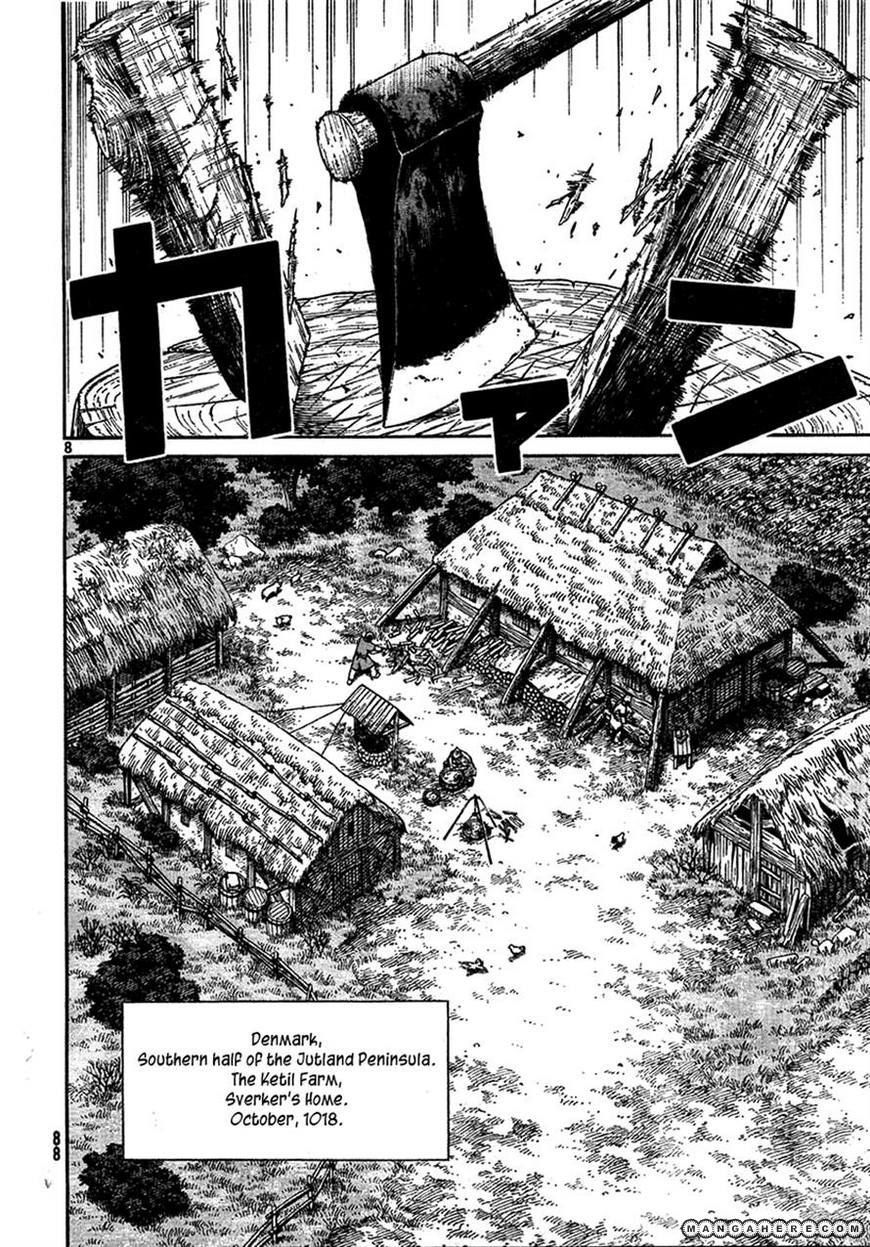 カァン
8
Denmark,
Southern half of the Jutland Peninsula.
The Ketil Farm,
Sverker's Home.
October, 1018.
88
MANGAHERE.COM